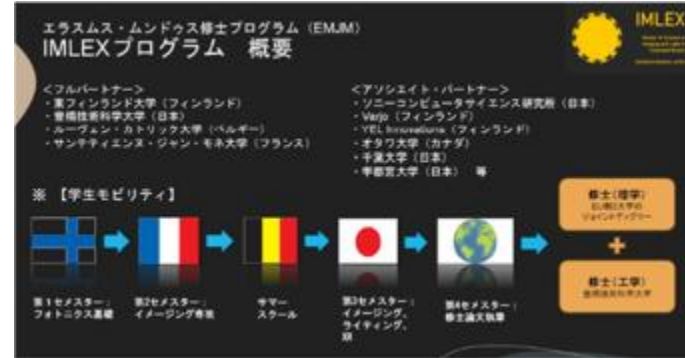 エラスムス・ムンドゥス修士プログラム（EMJM）
IMLEXプログラム　概要
IMLEX
＜フルパートナー＞
・東フィンランド大学（フィンランド）
・豊橋技術科学大学（日本）
・ルーヴェン・カトリック大学（ベルギー）
・サンテティエンヌ・ジャン・モネ大学（フランス）
＜アソシエイト・パートナー＞
・ソニーコンピュータサイエンス研究所（日本）
・Varjo（フィンランド）
・YEL Innovations（フィンランド）
・オタワ大学（カナダ）
・千葉大学（日本）
・宇都宮大学（日本）　等
※ 【学生モビリティ】
第1セメスター：
フォトニクス基礎
第2セメスター：
イメージング専攻
サマー
スクール
第3セメスター：
イメージング、
ライティング、
第4セメスター：
修士論文執筆
修士（理学）
ジョイントディグリー
+
修士（工学）
豊橋技術科学大学